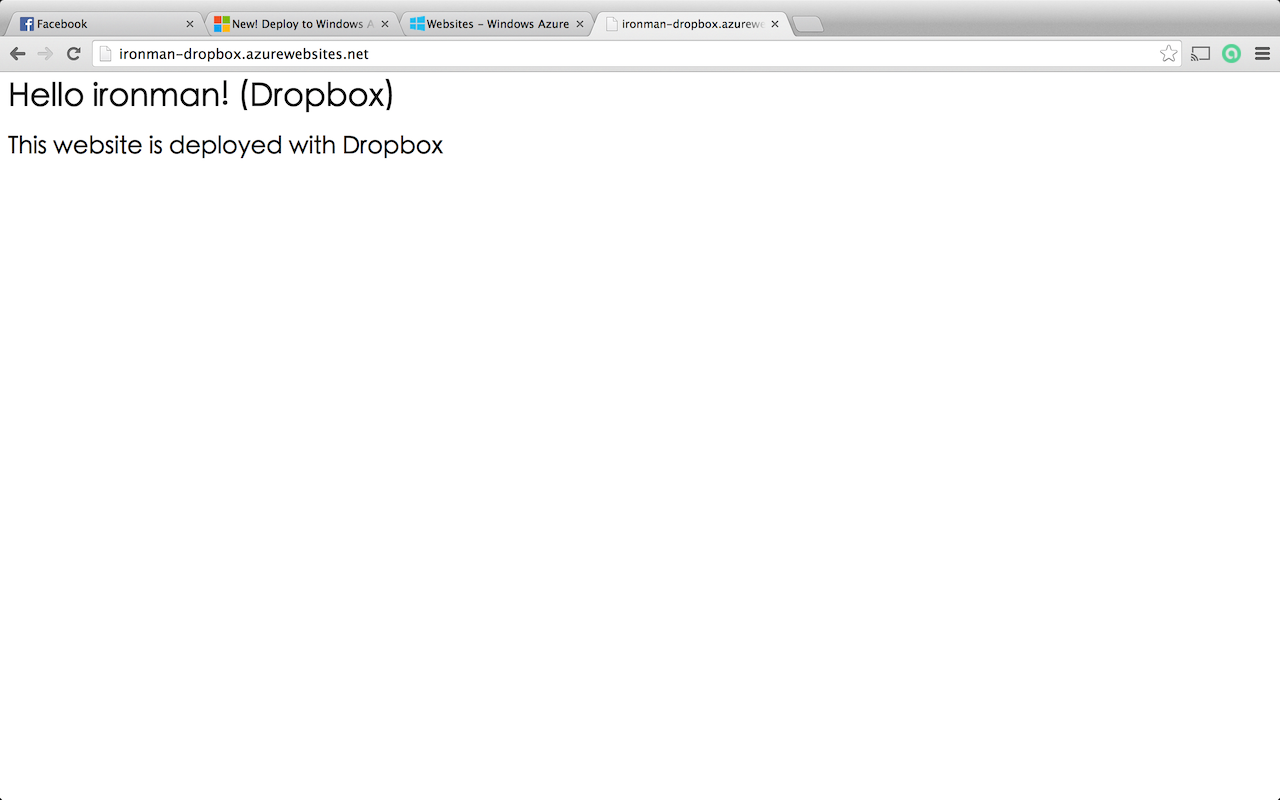 Facebook
New! Deploy to Windows A
Websites - Windows Azure
ironman-dropbox.azurewe
ironman-dropbox.azurewebsites.net
Hello ironman! (Dropbox)
This website is deployed with Dropbox